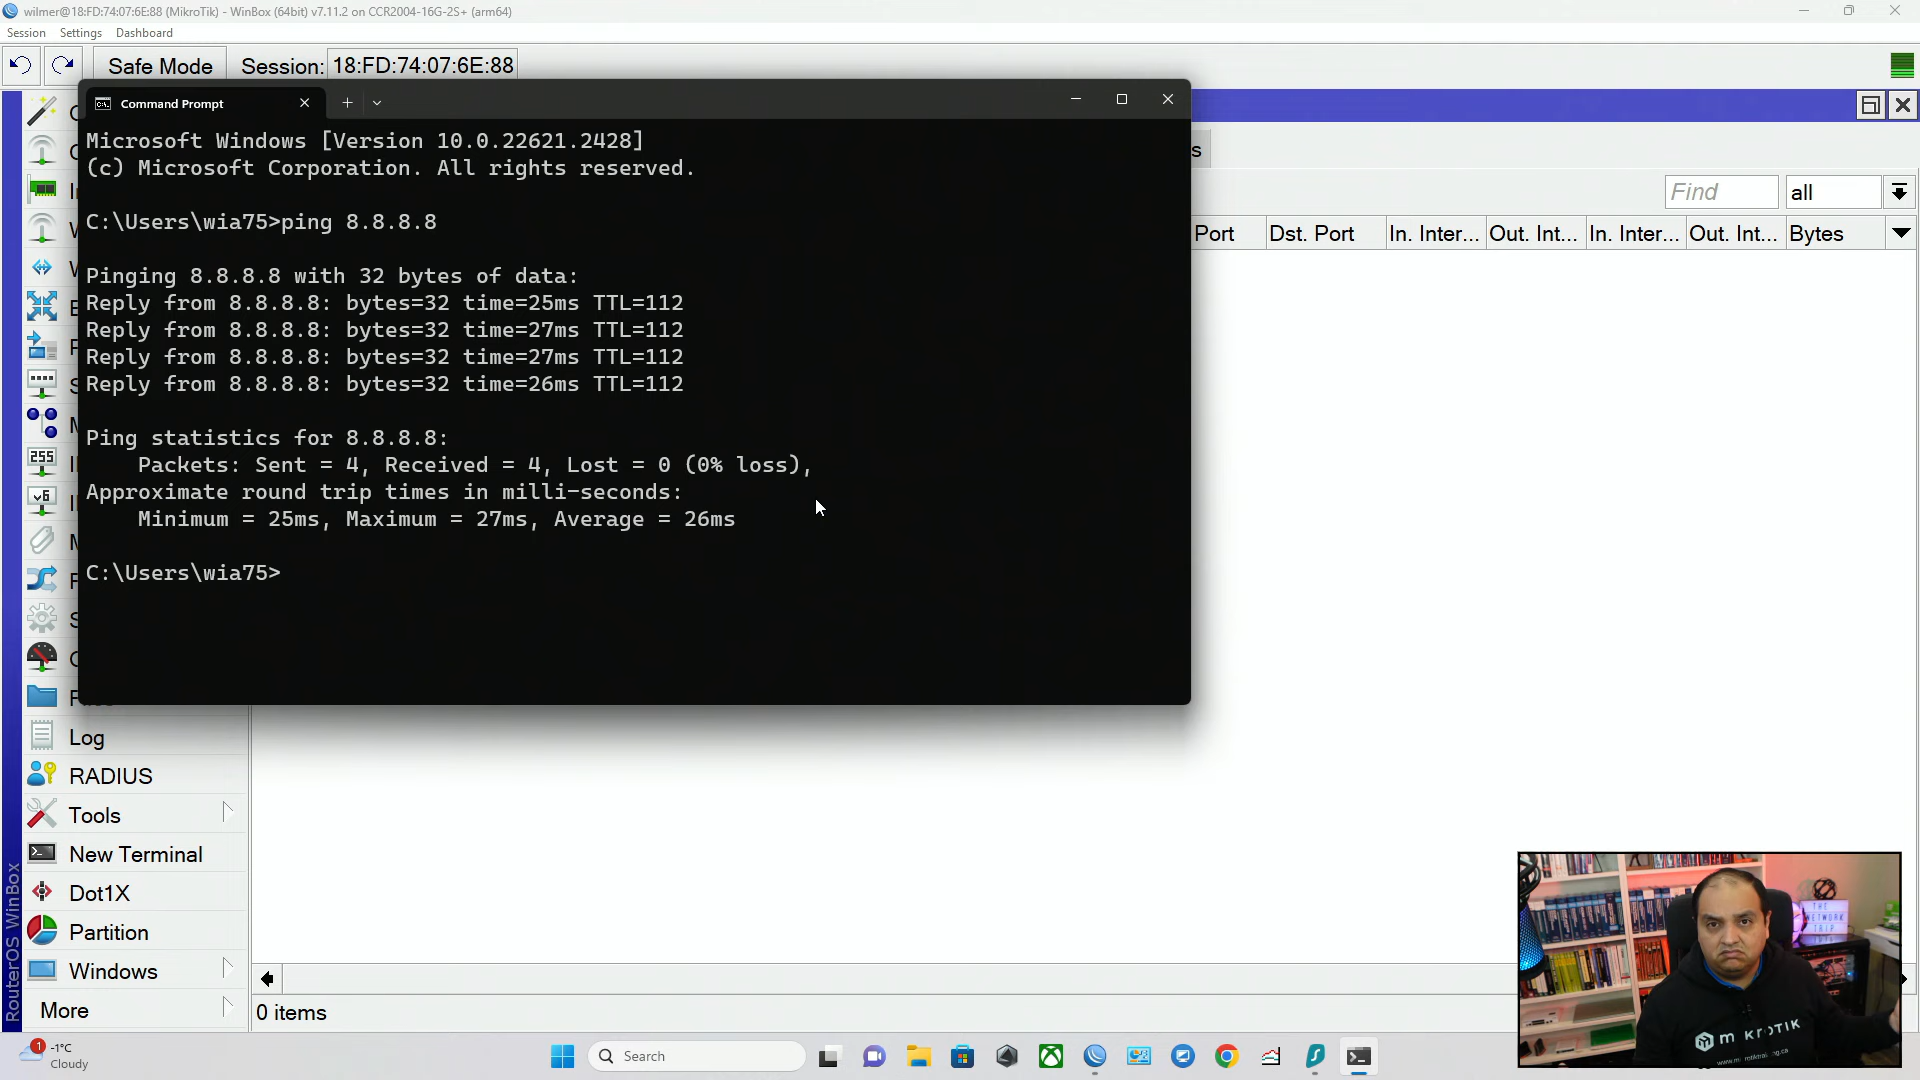 wilmer@18:FD:74:07:6E:88 (MikroTik) - WinBox (64bit) v7.11.2 on CCR2004-16G-2S+ (arm64)
Session Settings Dashboard
Safe Mode Session: 18:FD:74:07:6E:88
Command Prompt
Microsoft Windows [Version 10.0.22621.2428]
(c) Microsoft Corporation. All rights reserved.
C:\Users\wia75>ping 8.8.8.8
Pinging 8.8.8.8 with 32 bytes of data:
Reply from 8.8.8.8: bytes=32 time=25ms TTL=112
Reply from 8.8.8.8: bytes=32 time=27ms TTL=112
Reply from 8.8.8.8: bytes=32 time=27ms TTL=112
Reply from 8.8.8.8: bytes=32 time=26ms TTL=112
Ping statistics for 8.8.8.8:
Packets: Sent = 4, Received = 4, Lost = 0 (0% loss),
Approximate round trip times in milli-seconds:
Minimum = 25ms, Maximum = 27ms, Average = 26ms
C:\Users\wia75>
Find all
Port Dst. Port In. Inter... Out. Int... In. Inter... Out. Int... Bytes
255
v6
Log
RADIUS
Tools
New Terminal
Dot1X
Partition
Windows
More
RouterOS WinBox
0 items
THE
NETWORK
TRIP
1
-1°C
Cloudy
Search